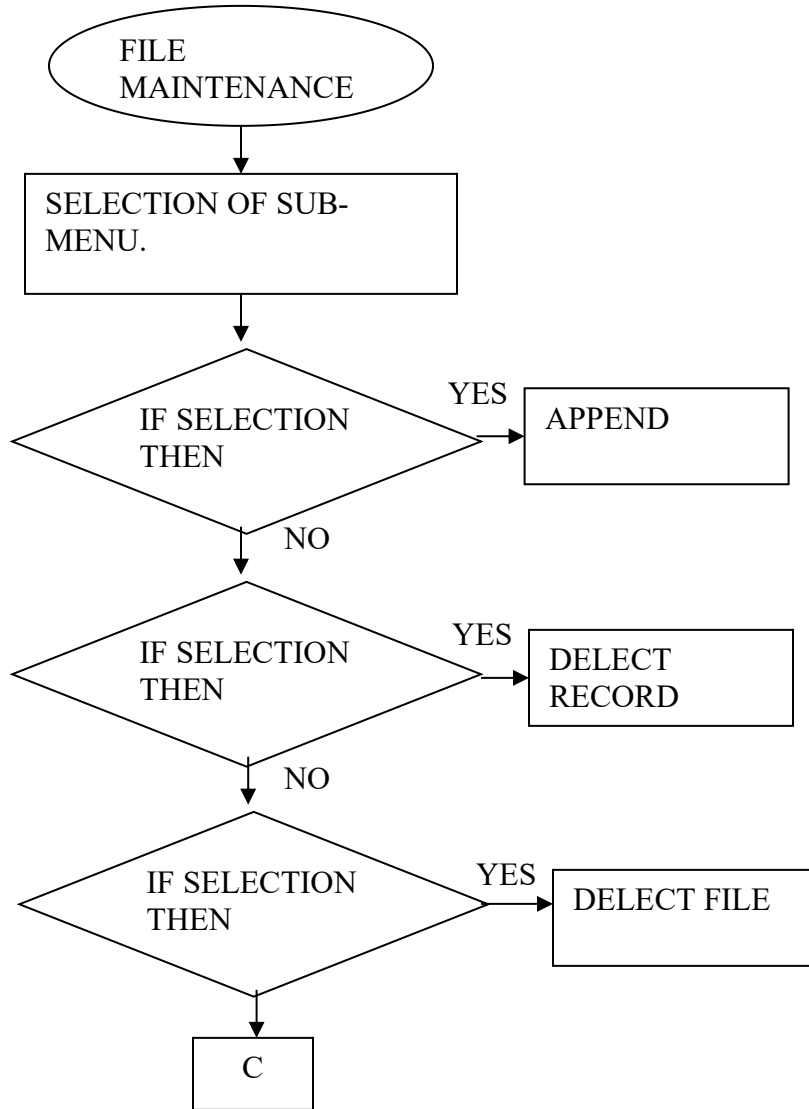 FILE
MAINTENANCE
SELECTION OF SUB-
MENU.
IF SELECTION
THEN
YES
APPEND
NO
IF SELECTION
THEN
YES
DELECT
RECORD
NO
IF SELECTION
THEN
YES
DELECT FILE
C